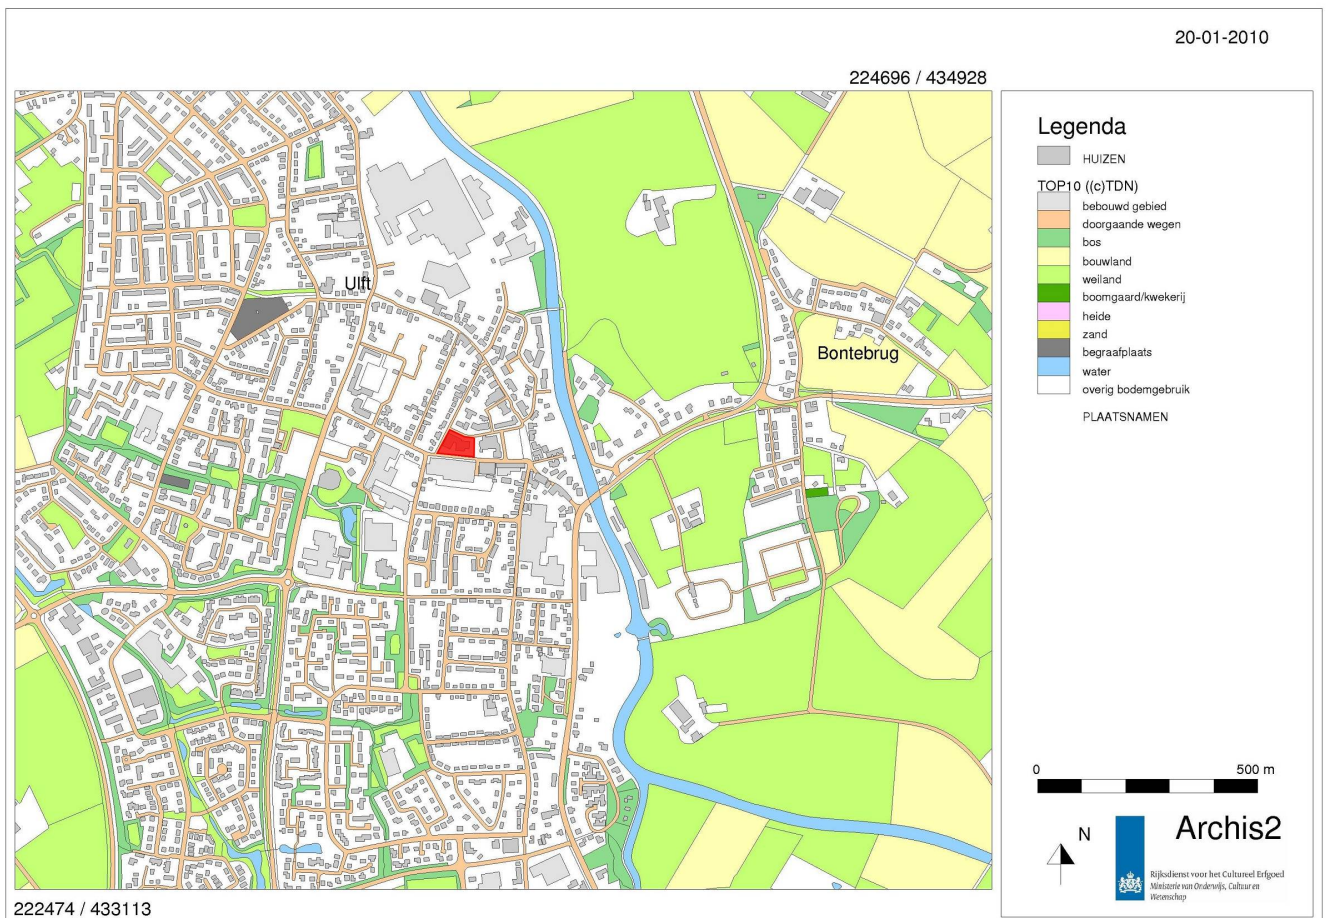 20-01-2010
224696 / 434928
Ulft
Bontebrug
222474 / 433113
Legenda
HUIZEN
TOP10 ((c)TDN)
bebouwd gebied
doorgaande wegen
bos
bouwland
weiland
boomgaard/kwekerij
heide
zand
begraafplaats
water
overig bodemgebruik
PLAATSNAMEN
0 500 m
N
Archis2
Rijksdienst voor het Cultureel Erfgoed
Ministerie van Onderwijs, Cultuur en
Wetenschap